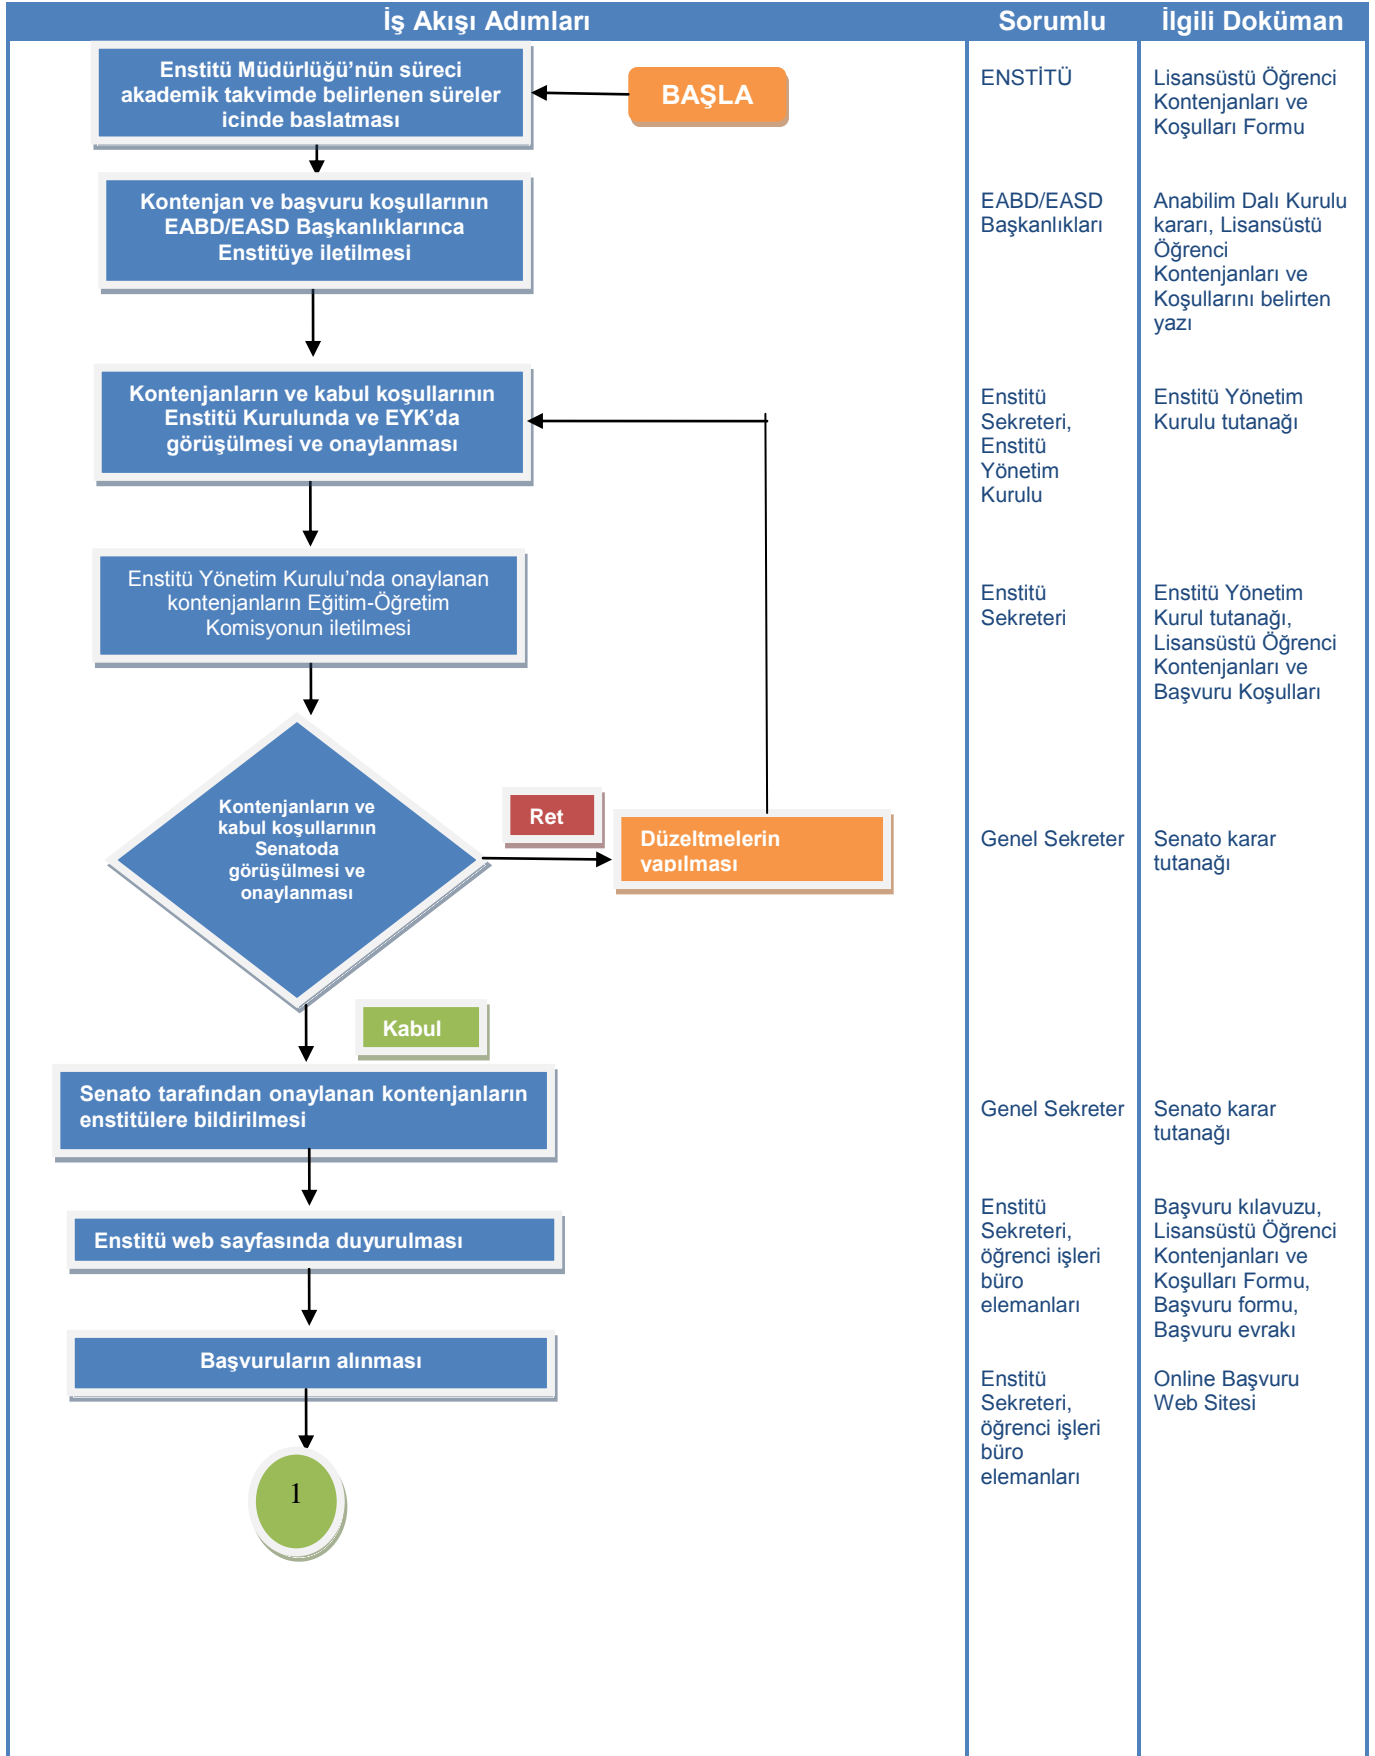 İş Akışı Adımları
Sorumlu
İlgili Doküman
Enstitü Müdürlüğü’nün süreci
akademik takvimde belirlenen süreler
icinde baslatması
BAŞLA
ENSTİTÜ
Lisansüstü Öğrenci
Kontenjanları ve
Koşulları Formu
Kontenjan ve başvuru koşullarının
EABD/EASD Başkanlıklarınca
Enstitüye iletilmesi
EABD/EASD
Başkanlıkları
Anabilim Dalı Kurulu
kararı, Lisansüstü
Öğrenci
Kontenjanları ve
Koşullarını belirten
yazı
Kontenjanların ve kabul koşullarının
Enstitü Kurulunda ve EYK’da
görüşülmesi ve onaylanması
Enstitü
Sekreteri,
Enstitü
Yönetim
Kurulu
Enstitü Yönetim
Kurulu tutanağı
Enstitü Yönetim Kurulu’nda onaylanan
kontenjanların Eğitim-Öğretim
Komisyonun iletilmesi
Enstitü
Sekreteri
Enstitü Yönetim
Kurul tutanağı,
Lisansüstü Öğrenci
Kontenjanları ve
Başvuru Koşulları
Kontenjanların ve
kabul koşullarının
Senatoda
görüşülmesi ve
onaylanması
Ret
Düzeltmelerin
yapılması
Genel Sekreter
Senato karar
tutanağı
Kabul
Senato tarafından onaylanan kontenjanların
enstitülere bildirilmesi
Genel Sekreter
Senato karar
tutanağı
Enstitü web sayfasında duyurulması
Enstitü
Sekreteri,
öğrenci işleri
büro
elemanları
Başvuru kılavuzu,
Lisansüstü Öğrenci
Kontenjanları ve
Koşulları Formu,
Başvuru formu,
Başvuru evrakı
Başvuruların alınması
Enstitü
Sekreteri,
öğrenci işleri
büro
elemanları
Online Başvuru
Web Sitesi
1